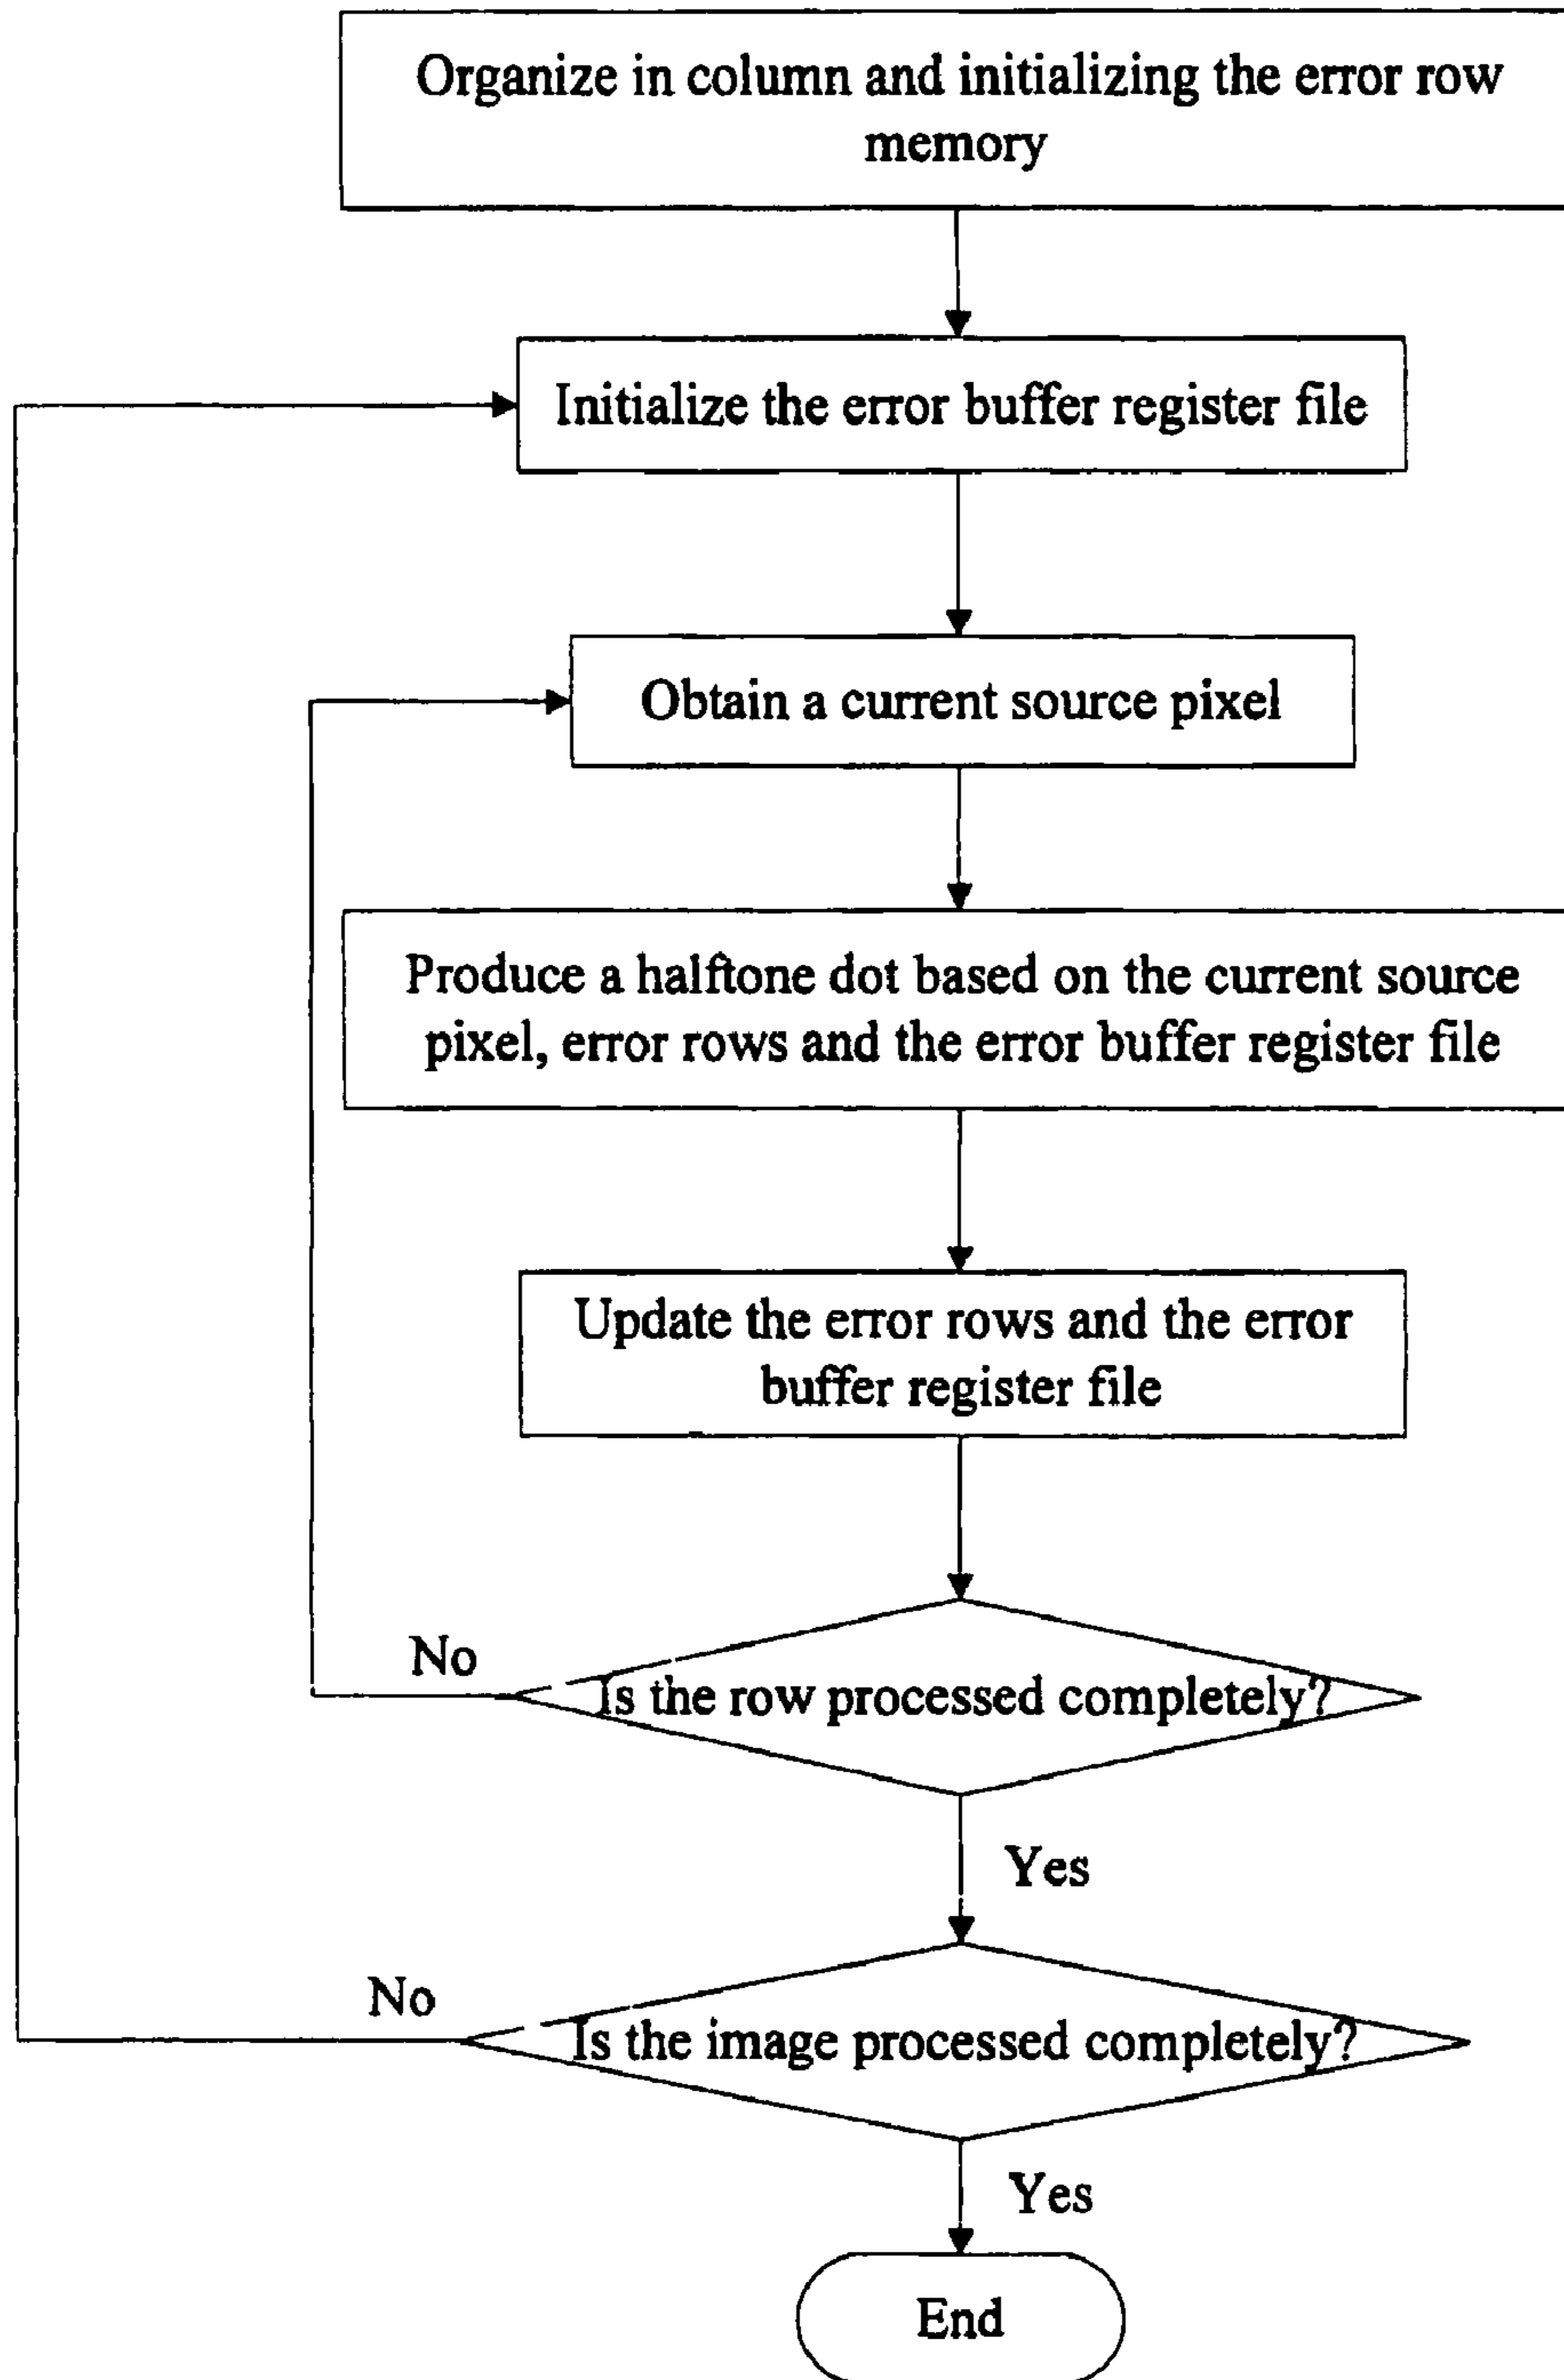 Organize in column and initializing the error row
memory
Initialize the error buffer register file
Obtain a current source pixel
Produce a halftone dot based on the current source
pixel, error rows and the error buffer register file
Update the error rows and the error
buffer register file
No
Is the row processed completely?
Yes
No
Is the image processed completely?
Yes
End